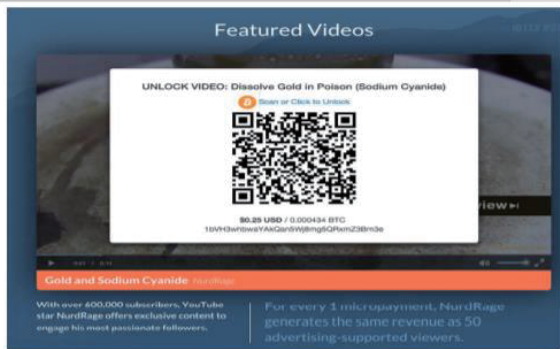 Featured Videos
UNLOCK VIDEO: Dissolve Gold in Poison (Sodium Cyanide)
Scan or Click to Unlock
$0.25 USD / 0.000434 BTC
view
Gold and Sodium Cyanide NurdRage
With over 600,000 subscribers, YouTube
star NurdRage offers exclusive content to
engage his most passionate followers.
For every 1 micropayment, NurdRage
generates the same revenue as 50
advertising-supported viewers.